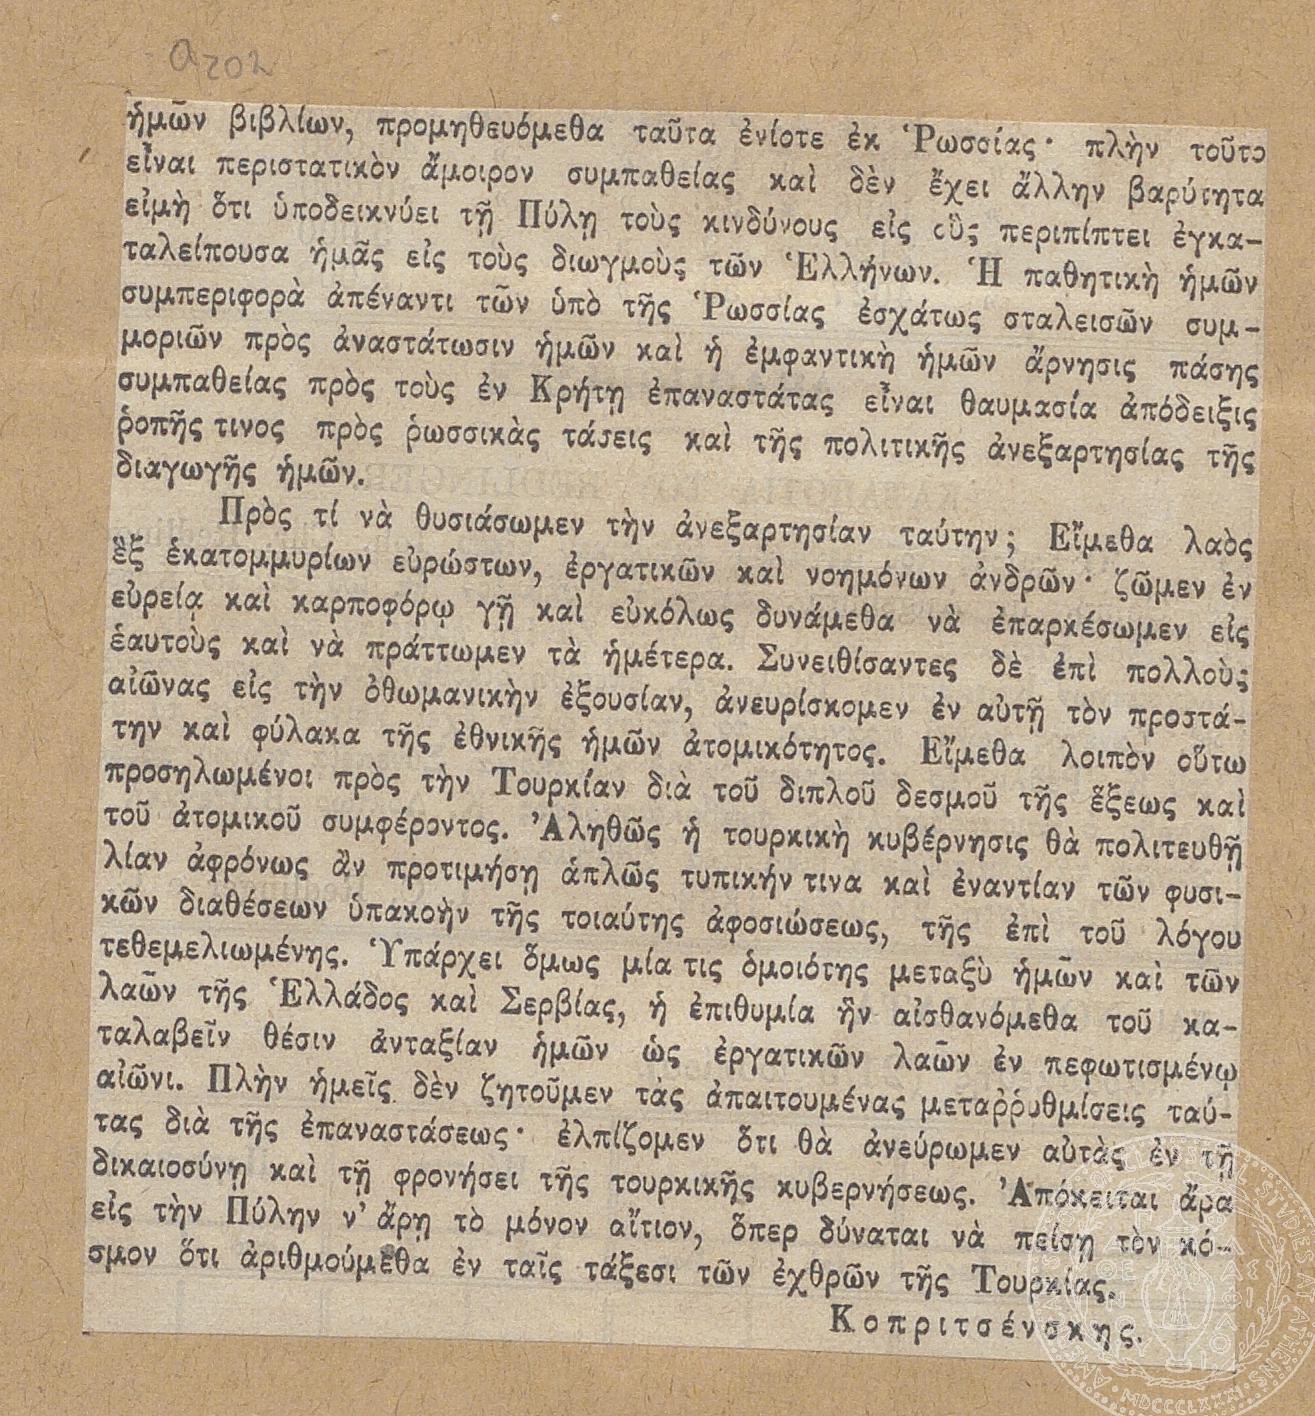 α202
ἡμῶν βιβλίων, προμηθευόμεθα ταῦτα ἐνίοτε ἐκ Ῥωσσίας· πλὴν τοῦτο
εἶναι περιστατικὸν ἄμοιρον συμπαθείας καὶ δὲν ἔχει ἄλλην βαρύτητα
εἰμὴ ὅτι ὑποδεικνύει τῇ Πύλῃ τοὺς κινδύνους εἰς οὓς περιπίπτει ἐγκα-
ταλείπουσα ἡμᾶς εἰς τοὺς διωγμοὺς τῶν Ἑλλήνων. Ἡ παθητικὴ ἡμῶν
συμπεριφορὰ ἀπέναντι τῶν ὑπὸ τῆς Ῥωσσίας ἐσχάτως σταλεισῶν συμ-
μοριῶν πρὸς ἀναστάτωσιν ἡμῶν καὶ ἡ ἐμφαντικὴ ἡμῶν ἄρνησις πάσης
συμπαθείας πρὸς τοὺς ἐν Κρήτῃ ἐπαναστάτας εἶναι θαυμασία ἀπόδειξις
ῥοπῆς τινος πρὸς ῥωσσικὰς τάσεις καὶ τῆς πολιτικῆς ἀνεξαρτησίας τῆς
διαγωγῆς ἡμῶν.
Πρὸς τί νὰ θυσιάσωμεν τὴν ἀνεξαρτησίαν ταύτην; Εἴμεθα λαὸς
ἓξ ἑκατομμυρίων εὐρώστων, ἐργατικῶν καὶ νοημόνων ἀνδρῶν· ζῶμεν ἐν
εὐρείᾳ καὶ καρποφόρῳ γῇ καὶ εὐκόλως δυνάμεθα νὰ ἐπαρκέσωμεν εἰς
ἑαυτοὺς καὶ νὰ πράττωμεν τὰ ἡμέτερα. Συνειθίσαντες δὲ ἐπὶ πολλοὺς
αἰῶνας εἰς τὴν ὀθωμανικὴν ἐξουσίαν, ἀνευρίσκομεν ἐν αὐτῇ τὸν προστά-
την καὶ φύλακα τῆς ἐθνικῆς ἡμῶν ἀτομικότητος. Εἴμεθα λοιπὸν οὕτω
προσηλωμένοι πρὸς τὴν Τουρκίαν διὰ τοῦ διπλοῦ δεσμοῦ τῆς ἕξεως καὶ
τοῦ ἀτομικοῦ συμφέροντος. Ἀληθῶς ἡ τουρκικὴ κυβέρνησις θὰ πολιτευθῇ
λίαν ἀφρόνως ἂν προτιμήσῃ ἁπλῶς τυπικήν τινα καὶ ἐναντίαν τῶν φυσι-
κῶν διαθέσεων ὑπακοὴν τῆς τοιαύτης ἀφοσιώσεως, τῆς ἐπὶ τοῦ λόγου
τεθεμελιωμένης. Ὑπάρχει ὅμως μία τις ὁμοιότης μεταξὺ ἡμῶν καὶ τῶν
λαῶν τῆς Ἑλλάδος καὶ Σερβίας, ἡ ἐπιθυμία ἣν αἰσθανόμεθα τοῦ κα-
ταλαβεῖν θέσιν ἀνταξίαν ἡμῶν ὡς ἐργατικῶν λαῶν ἐν πεφωτισμένῳ
αἰῶνι. Πλὴν ἡμεῖς δὲν ζητοῦμεν τὰς ἀπαιτουμένας μεταῤῥυθμίσεις ταύ-
τας διὰ τῆς ἐπαναστάσεως· ἐλπίζομεν ὅτι θὰ ἀνεύρωμεν αὐτὰς ἐν τῇ
δικαιοσύνῃ καὶ τῇ φρονήσει τῆς τουρκικῆς κυβερνήσεως. Ἀπόκειται ἄρα
εἰς τὴν Πύλην ν' ἄρῃ τὸ μόνον αἴτιον, ὅπερ δύναται νὰ πείσῃ τὸν κό-
σμον ὅτι ἀριθμούμεθα ἐν ταῖς τάξεσι τῶν ἐχθρῶν τῆς Τουρκίας.
Κοπριτσένσκης.